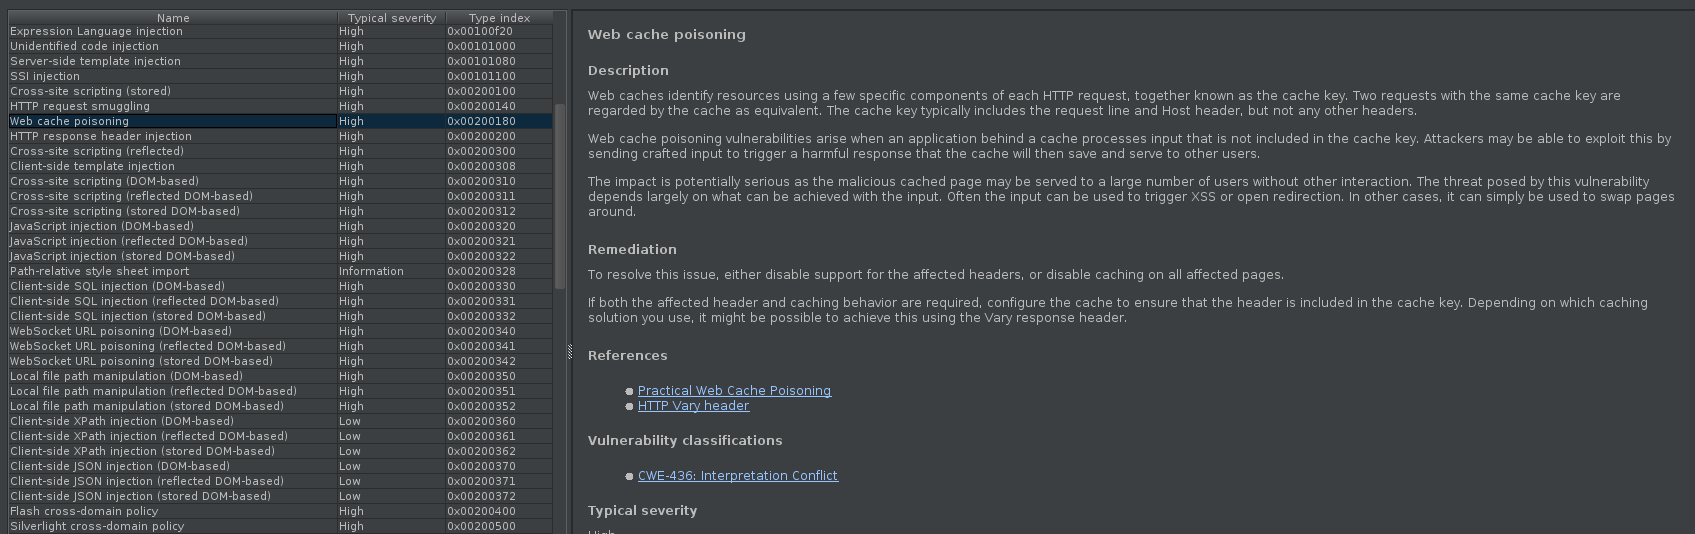 Name Typical severity Type index
Expression Language injection High 0x00100f20
Unidentified code injection High 0x00101000
Server-side template injection High 0x00101080
SSI injection High 0x00101100
Cross-site scripting (stored) High 0x00200100
HTTP request smuggling High 0x00200140
Web cache poisoning High 0x00200180
HTTP response header injection High 0x00200200
Cross-site scripting (reflected) High 0x00200300
Client-side template injection High 0x00200308
Cross-site scripting (DOM-based) High 0x00200310
Cross-site scripting (reflected DOM-based) High 0x00200311
Cross-site scripting (stored DOM-based) High 0x00200312
JavaScript injection (DOM-based) High 0x00200320
JavaScript injection (reflected DOM-based) High 0x00200321
JavaScript injection (stored DOM-based) High 0x00200322
Path-relative style sheet import Information 0x00200328
Client-side SQL injection (DOM-based) High 0x00200330
Client-side SQL injection (reflected DOM-based) High 0x00200331
Client-side SQL injection (stored DOM-based) High 0x00200332
WebSocket URL poisoning (DOM-based) High 0x00200340
WebSocket URL poisoning (reflected DOM-based) High 0x00200341
WebSocket URL poisoning (stored DOM-based) High 0x00200342
Local file path manipulation (DOM-based) High 0x00200350
Local file path manipulation (reflected DOM-based) High 0x00200351
Local file path manipulation (stored DOM-based) High 0x00200352
Client-side XPath injection (DOM-based) Low 0x00200360
Client-side XPath injection (reflected DOM-based) Low 0x00200361
Client-side XPath injection (stored DOM-based) Low 0x00200362
Client-side JSON injection (DOM-based) Low 0x00200370
Client-side JSON injection (reflected DOM-based) Low 0x00200371
Client-side JSON injection (stored DOM-based) Low 0x00200372
Flash cross-domain policy High 0x00200400
Silverlight cross-domain policy High 0x00200500
Web cache poisoning
Description
Web caches identify resources using a few specific components of each HTTP request, together known as the cache key. Two requests with the same cache key are
regarded by the cache as equivalent. The cache key typically includes the request line and Host header, but not any other headers.
Web cache poisoning vulnerabilities arise when an application behind a cache processes input that is not included in the cache key. Attackers may be able to exploit this by
sending crafted input to trigger a harmful response that the cache will then save and serve to other users.
The impact is potentially serious as the malicious cached page may be served to a large number of users without other interaction. The threat posed by this vulnerability
depends largely on what can be achieved with the input. Often the input can be used to trigger XSS or open redirection. In other cases, it can simply be used to swap pages
around.
Remediation
To resolve this issue, either disable support for the affected headers, or disable caching on all affected pages.
If both the affected header and caching behavior are required, configure the cache to ensure that the header is included in the cache key. Depending on which caching
solution you use, it might be possible to achieve this using the Vary response header.
References
Practical Web Cache Poisoning
HTTP Vary header
Vulnerability classifications
CWE-436: Interpretation Conflict
Typical severity
High